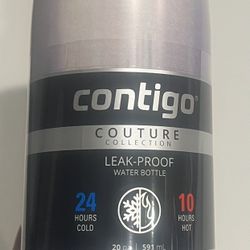 contigo®
COUTURE
COLLECTION
LEAK-PROOF
WATER BOTTLE
24
HOURS
COLD
10
HOURS
HOT
20 oz | 591 mL